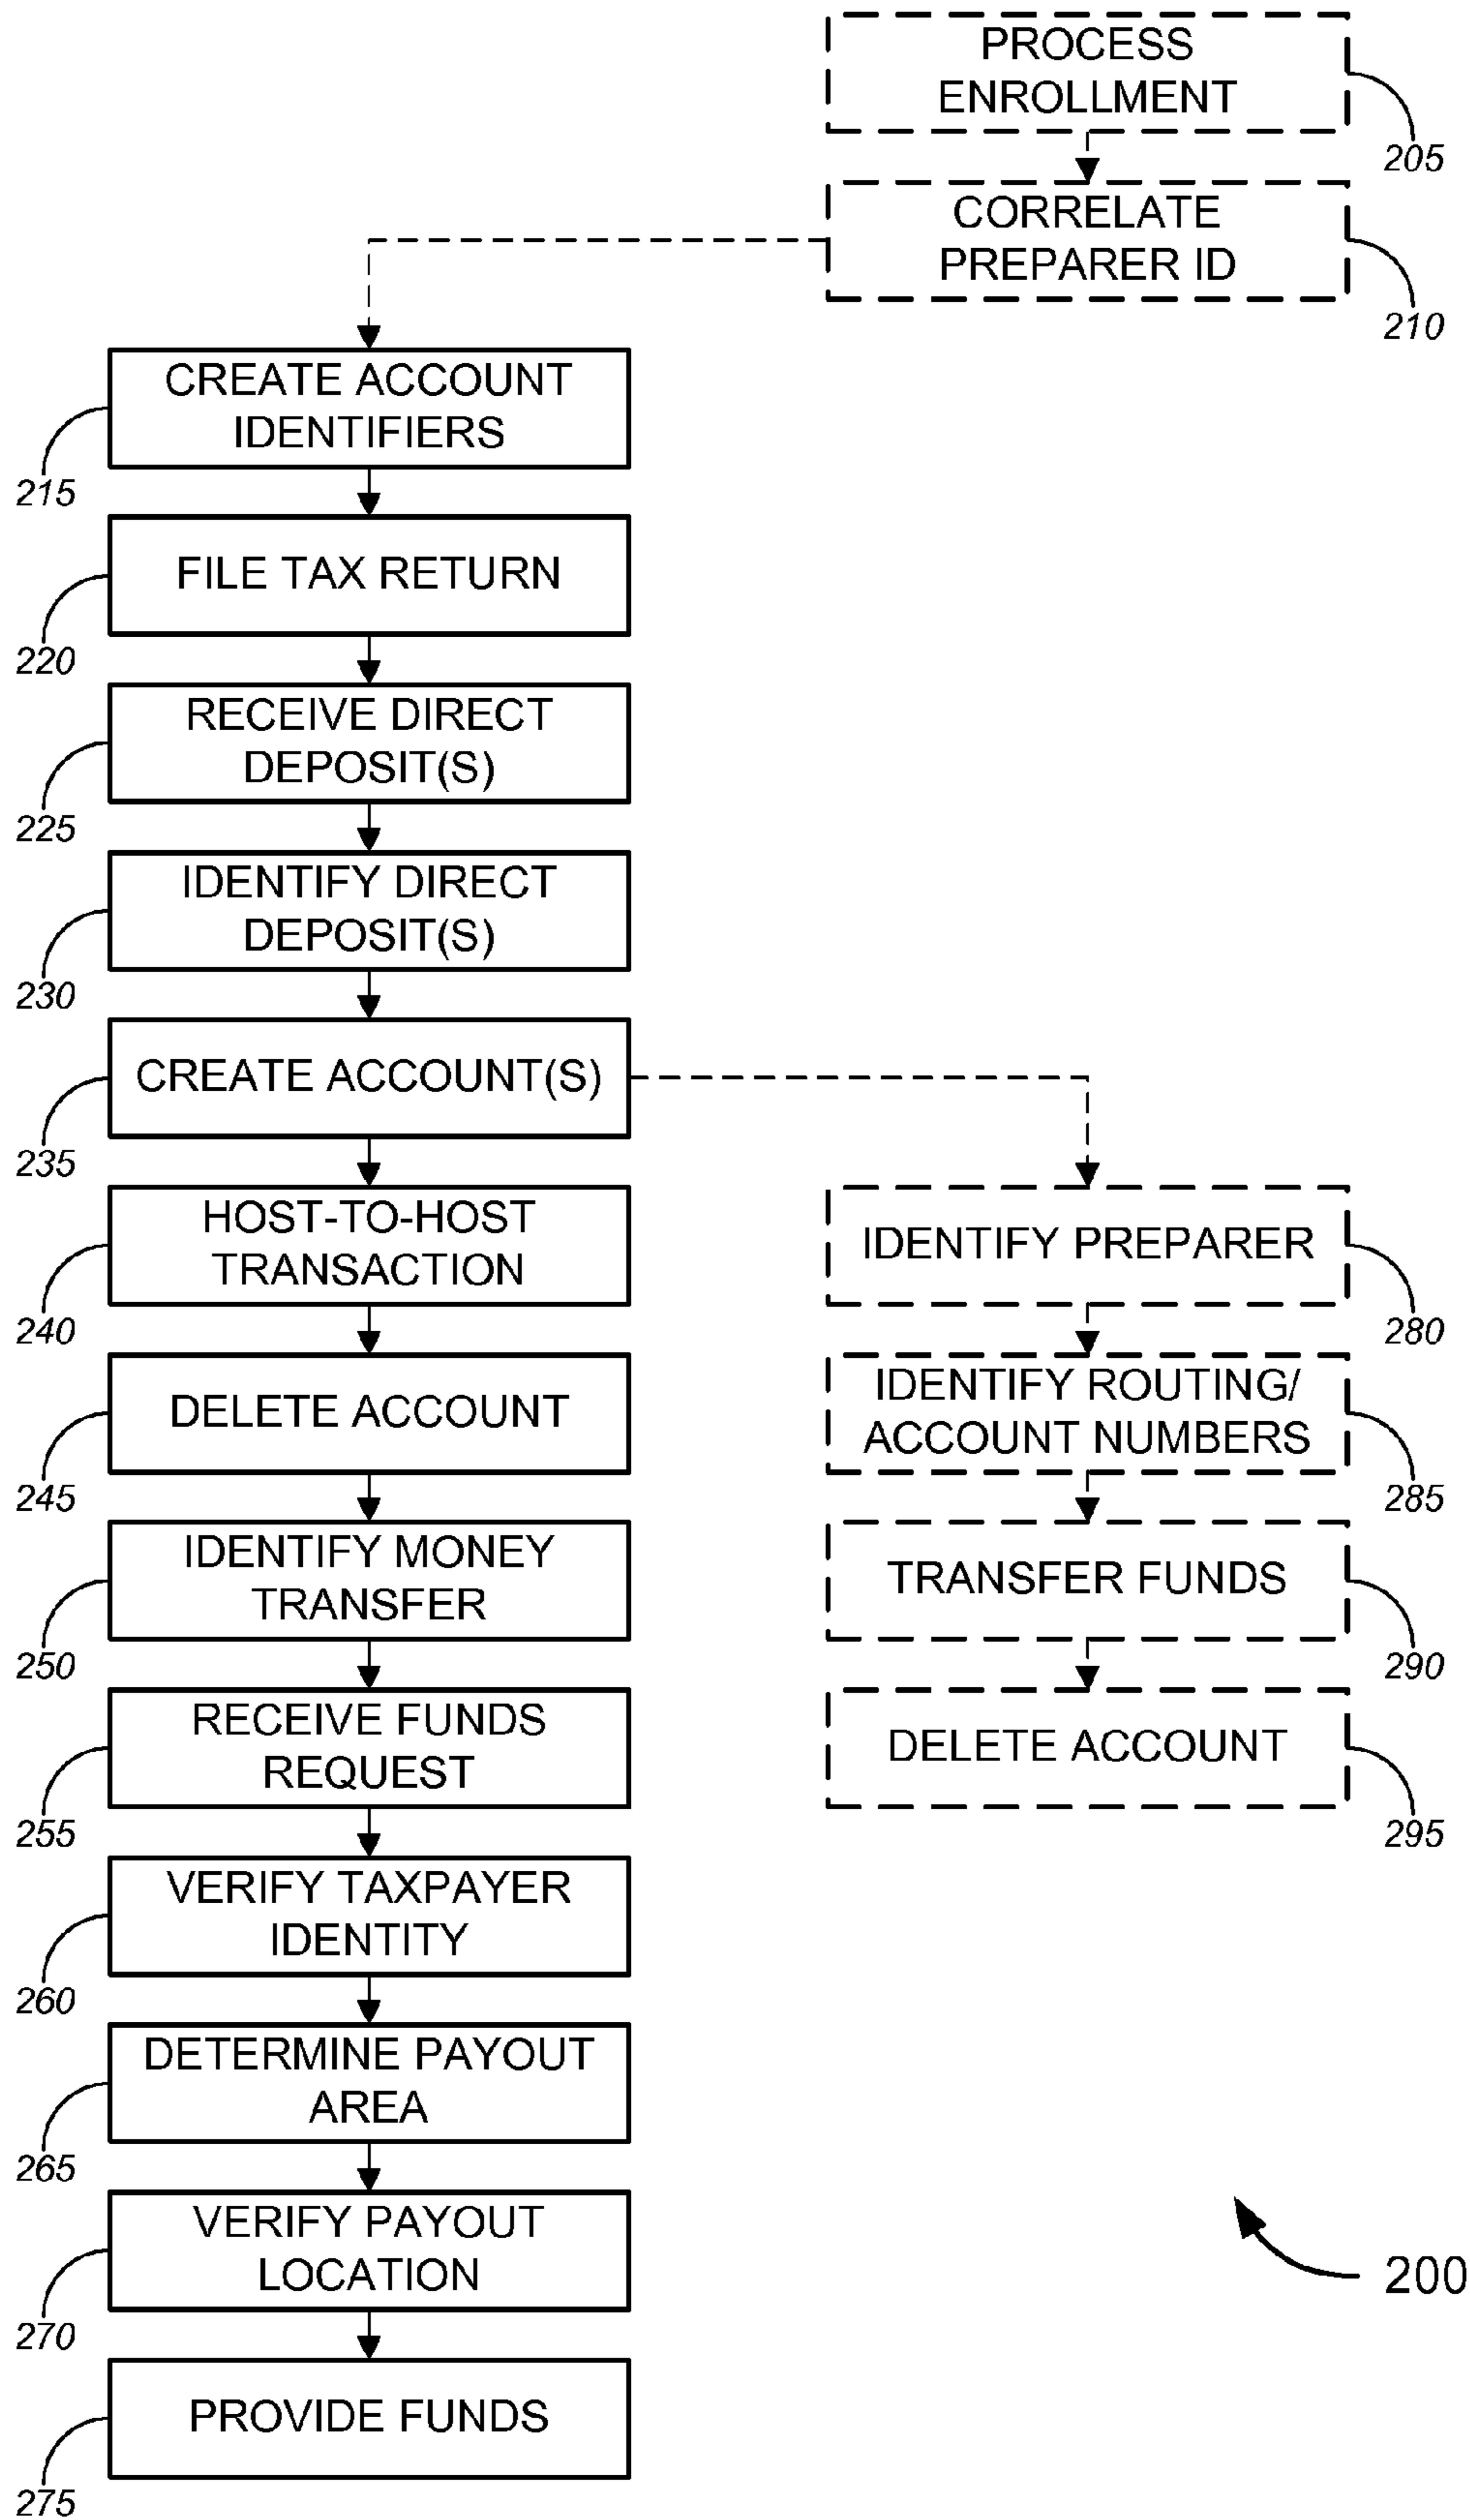 PROCESS
ENROLLMENT
205
CORRELATE
PREPARER ID
210
CREATE ACCOUNT
IDENTIFIERS
215
FILE TAX RETURN
220
RECEIVE DIRECT
DEPOSIT(S)
225
IDENTIFY DIRECT
DEPOSIT(S)
230
CREATE ACCOUNT(S)
235
HOST-TO-HOST
TRANSACTION
240
DELETE ACCOUNT
245
IDENTIFY MONEY
TRANSFER
250
RECEIVE FUNDS
REQUEST
255
VERIFY TAXPAYER
IDENTITY
260
DETERMINE PAYOUT
AREA
265
VERIFY PAYOUT
LOCATION
270
PROVIDE FUNDS
275
IDENTIFY PREPARER
280
IDENTIFY ROUTING/
ACCOUNT NUMBERS
285
TRANSFER FUNDS
290
DELETE ACCOUNT
295
200